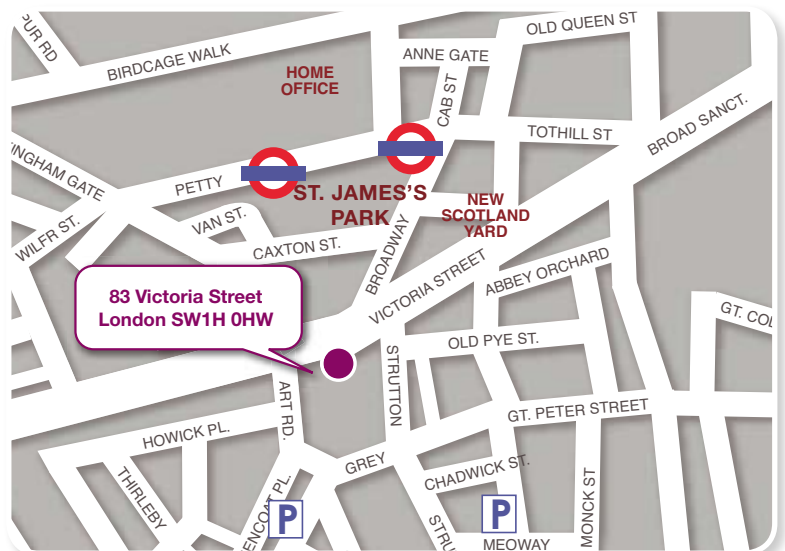 OUR RD
BIRDCAGE WALK
HOME
OFFICE
ANNE GATE
OLD QUEEN ST
CAB ST
TOTHILL ST
BROAD SANCT.
INGHAM GATE
PETTY
ST. JAMES'S
PARK
NEW
SCOTLAND
YARD
WILFR ST.
VAN ST.
CAXTON ST.
BROADWAY
VICTORIA STREET
ABBEY ORCHARD
83 Victoria Street
London SW1H 0HW
GT. COL
OLD PYE ST.
STRUTTON
ART RD.
GT. PETER STREET
HOWICK PL.
GREY
CHADWICK ST.
THIRLEBY
ENCOAT PL.
P
P
STRU
MONCK ST
MEOWAY